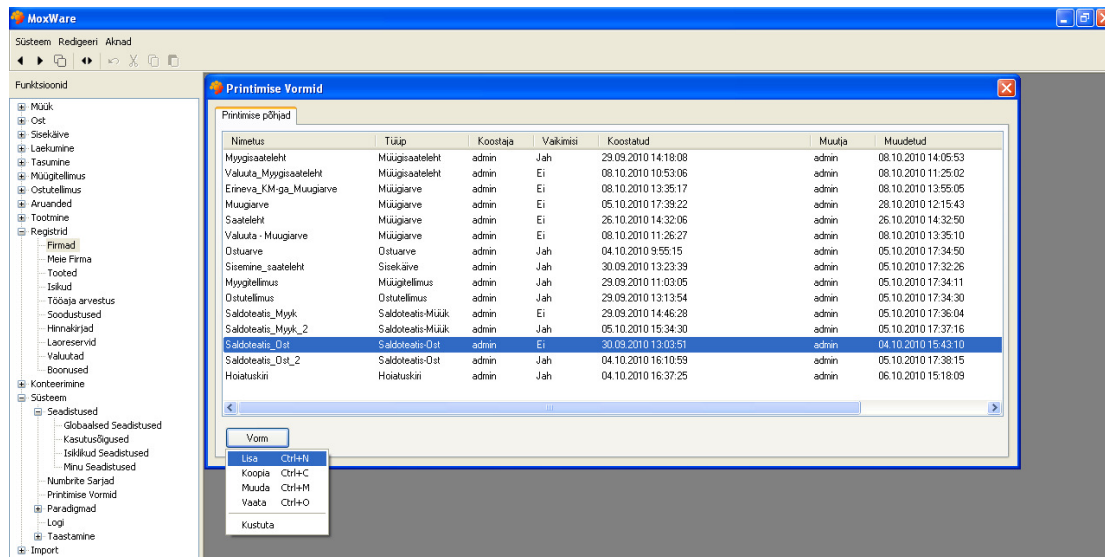 MoxWare
Süsteem Redigeeri Aknad
Funktsioonid
Müük
Ost
Sisekäive
Laekumine
Tasumine
Müügitellimus
Ostutellimus
Aruanded
Tootmine
Registrid
Firmad
Meie Firma
Tooted
Isikud
Tööaja arvestus
Soodustused
Hinnakirjad
Laoreservid
Valuutad
Boonused
Konteerimine
Süsteem
Seadistused
Globaalsed Seadistused
Kasutusõigused
Isiklikud Seadistused
Minu Seadistused
Numbrite Sarjad
Printimise Vormid
Paradigmad
Logi
Taastamine
Import
Printimise Vormid
Printimise põhjad
Nimetus Tüüp Koostaja Vaikimisi Koostatud Muutja Muudetud
Myygisaateleht Müügisaateleht admin Jah 29.09.2010 14:18:08 admin 08.10.2010 14:05:53
Valuuta_Myygisaateleht Müügisaateleht admin Ei 08.10.2010 10:53:06 admin 08.10.2010 11:25:02
Erineva_KM-ga_Muugiarve Müügiarve admin Ei 08.10.2010 13:35:17 admin 08.10.2010 13:55:05
Muugiarve Müügiarve admin Ei 05.10.2010 17:39:22 admin 28.10.2010 12:15:43
Saateleht Müügiarve admin Ei 26.10.2010 14:32:06 admin 26.10.2010 14:32:50
Valuuta - Muugiarve Müügiarve admin Ei 08.10.2010 11:26:27 admin 08.10.2010 13:35:10
Ostuarve Ostuarve admin Jah 04.10.2010 9:55:15 admin 05.10.2010 17:34:50
Sisemine_saateleht Sisekäive admin Jah 30.09.2010 13:23:39 admin 05.10.2010 17:32:26
Myygitellimus Müügitellimus admin Jah 29.09.2010 11:03:05 admin 05.10.2010 17:34:11
Ostutellimus Ostutellimus admin Jah 29.09.2010 13:13:54 admin 05.10.2010 17:34:30
Saldoteatis_Myyk Saldoteatis-Müük admin Ei 29.09.2010 14:46:28 admin 05.10.2010 17:36:04
Saldoteatis_Myyk_2 Saldoteatis-Müük admin Jah 05.10.2010 15:34:30 admin 05.10.2010 17:37:16
Saldoteatis_Ost Saldoteatis-Ost admin Ei 30.09.2010 13:03:51 admin 04.10.2010 15:43:10
Saldoteatis_Ost_2 Saldoteatis-Ost admin Jah 04.10.2010 16:10:59 admin 05.10.2010 17:38:15
Hoiatuskiri Hoiatuskiri admin Jah 04.10.2010 16:37:25 admin 06.10.2010 15:18:09
Vorm
Lisa Ctrl+N
Koopia Ctrl+C
Muuda Ctrl+M
Vaata Ctrl+O
Kustuta